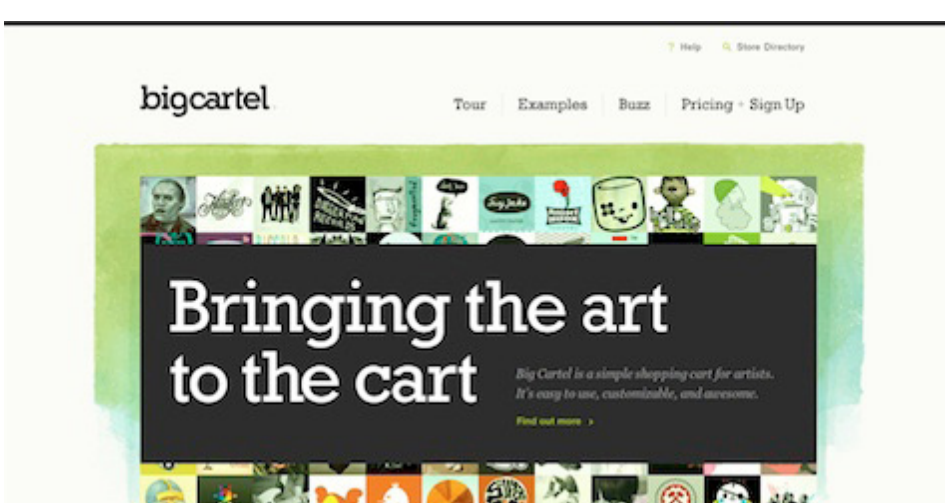 ? Help
Store Directory
bigcartel
Tour Examples Buzz Pricing + Sign Up
Bringing the art
to the cart
Big Cartel is a simple shopping cart for artists.
It's easy to use, customizable, and awesome.
Find out more >